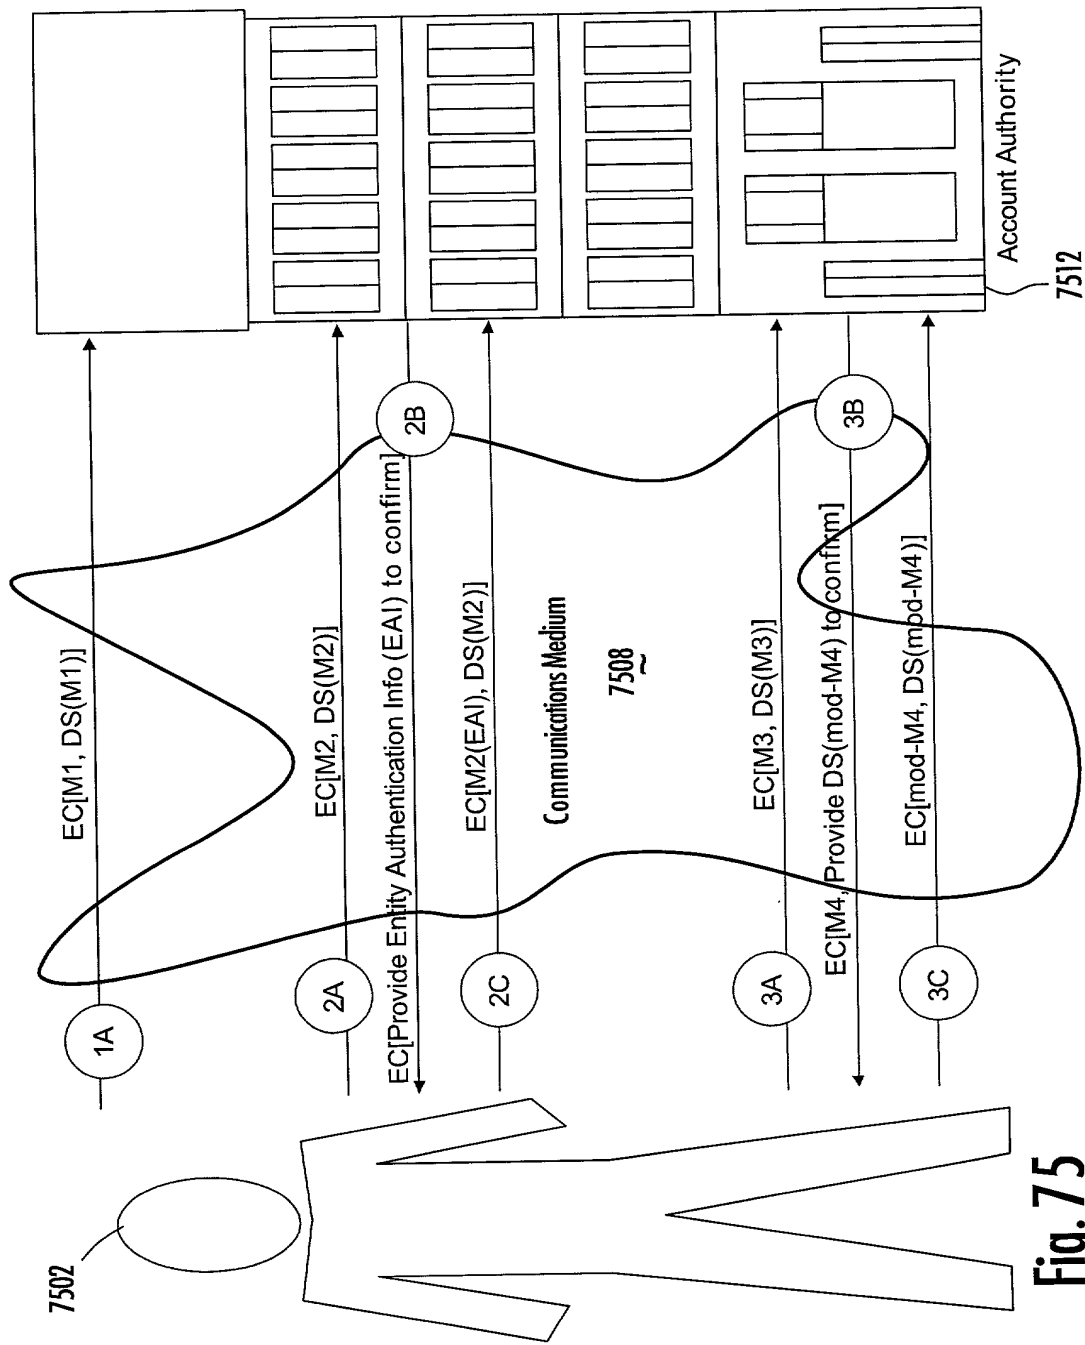 7502
1A
EC[M1, DS(M1)]
2A
EC[M2, DS(M2)]
2B
EC[Provide Entity Authentication Info (EAI) to confirm]
2C
EC[M2(EAI), DS(M2)]
Communications Medium
7508
3A
EC[M3, DS(M3)]
3B
EC[M4, Provide DS(mod-M4) to confirm]
3C
EC[mod-M4, DS(mod-M4)]
Account Authority
7512
Fig. 75